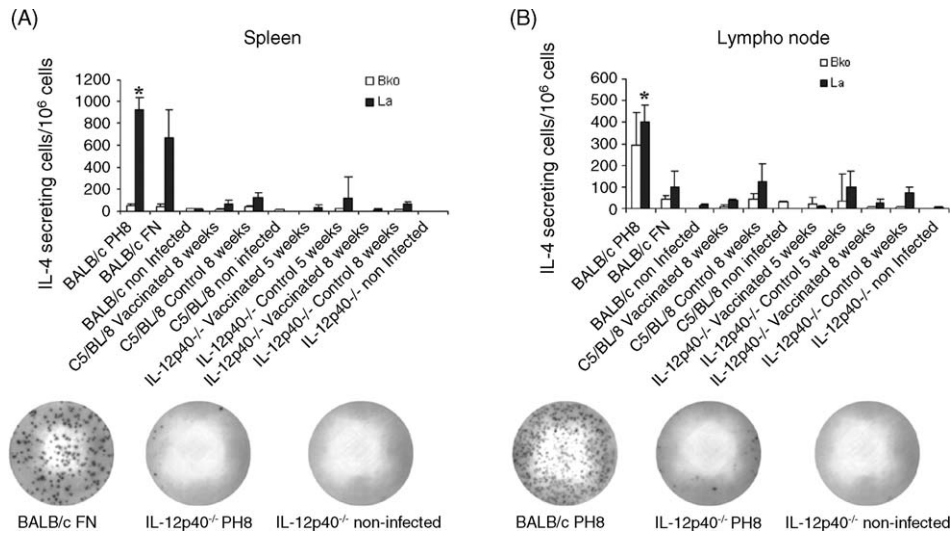 (A)
Spleen
IL-4 secreting cells/10⁶ cells
1200
1000
800
600
400
200
0
*
Bko
La
BALB/c PH8
BALB/c FN
BALB/c non Infected
C5/BL/8 Vaccinated 8 weeks
C5/BL/8 Control 8 weeks
C5/BL/8 non infected
IL-12p40-/- Vaccinated 5 weeks
IL-12p40-/- Control 5 weeks
IL-12p40-/- Vaccinated 8 weeks
IL-12p40-/- Control 8 weeks
IL-12p40-/- non Infected
BALB/c FN
IL-12p40⁻/⁻ PH8
IL-12p40⁻/⁻ non-infected
(B)
Lympho node
IL-4 secreting cells/10⁶ cells
600
500
400
300
200
100
0
*
Bko
La
BALB/c PH8
BALB/c FN
BALB/c non Infected
C5/BL/8 Vaccinated 8 weeks
C5/BL/8 Control 8 weeks
C5/BL/8 non infected
IL-12p40-/- Vaccinated 5 weeks
IL-12p40-/- Control 5 weeks
IL-12p40-/- Vaccinated 8 weeks
IL-12p40-/- Control 8 weeks
IL-12p40-/- non Infected
BALB/c PH8
IL-12p40⁻/⁻ PH8
IL-12p40⁻/⁻ non-infected